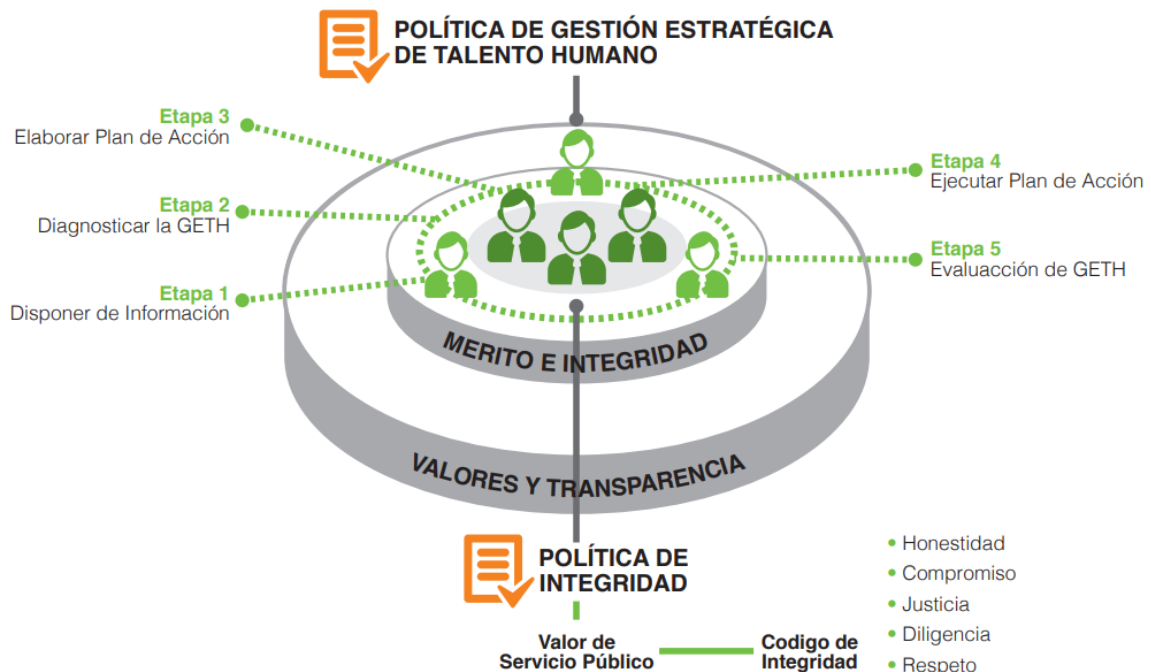 POLÍTICA DE GESTIÓN ESTRATÉGICA
DE TALENTO HUMANO
Etapa 3
Elaborar Plan de Acción
Etapa 2
Diagnosticar la GETH
Etapa 1
Disponer de Información
Etapa 4
Ejecutar Plan de Acción
Etapa 5
Evaluacción de GETH
MERITO E INTEGRIDAD
VALORES Y TRANSPARENCIA
POLÍTICA DE
INTEGRIDAD
Valor de
Servicio Público
Codigo de
Integridad
• Honestidad
• Compromiso
• Justicia
• Diligencia
• Respeto